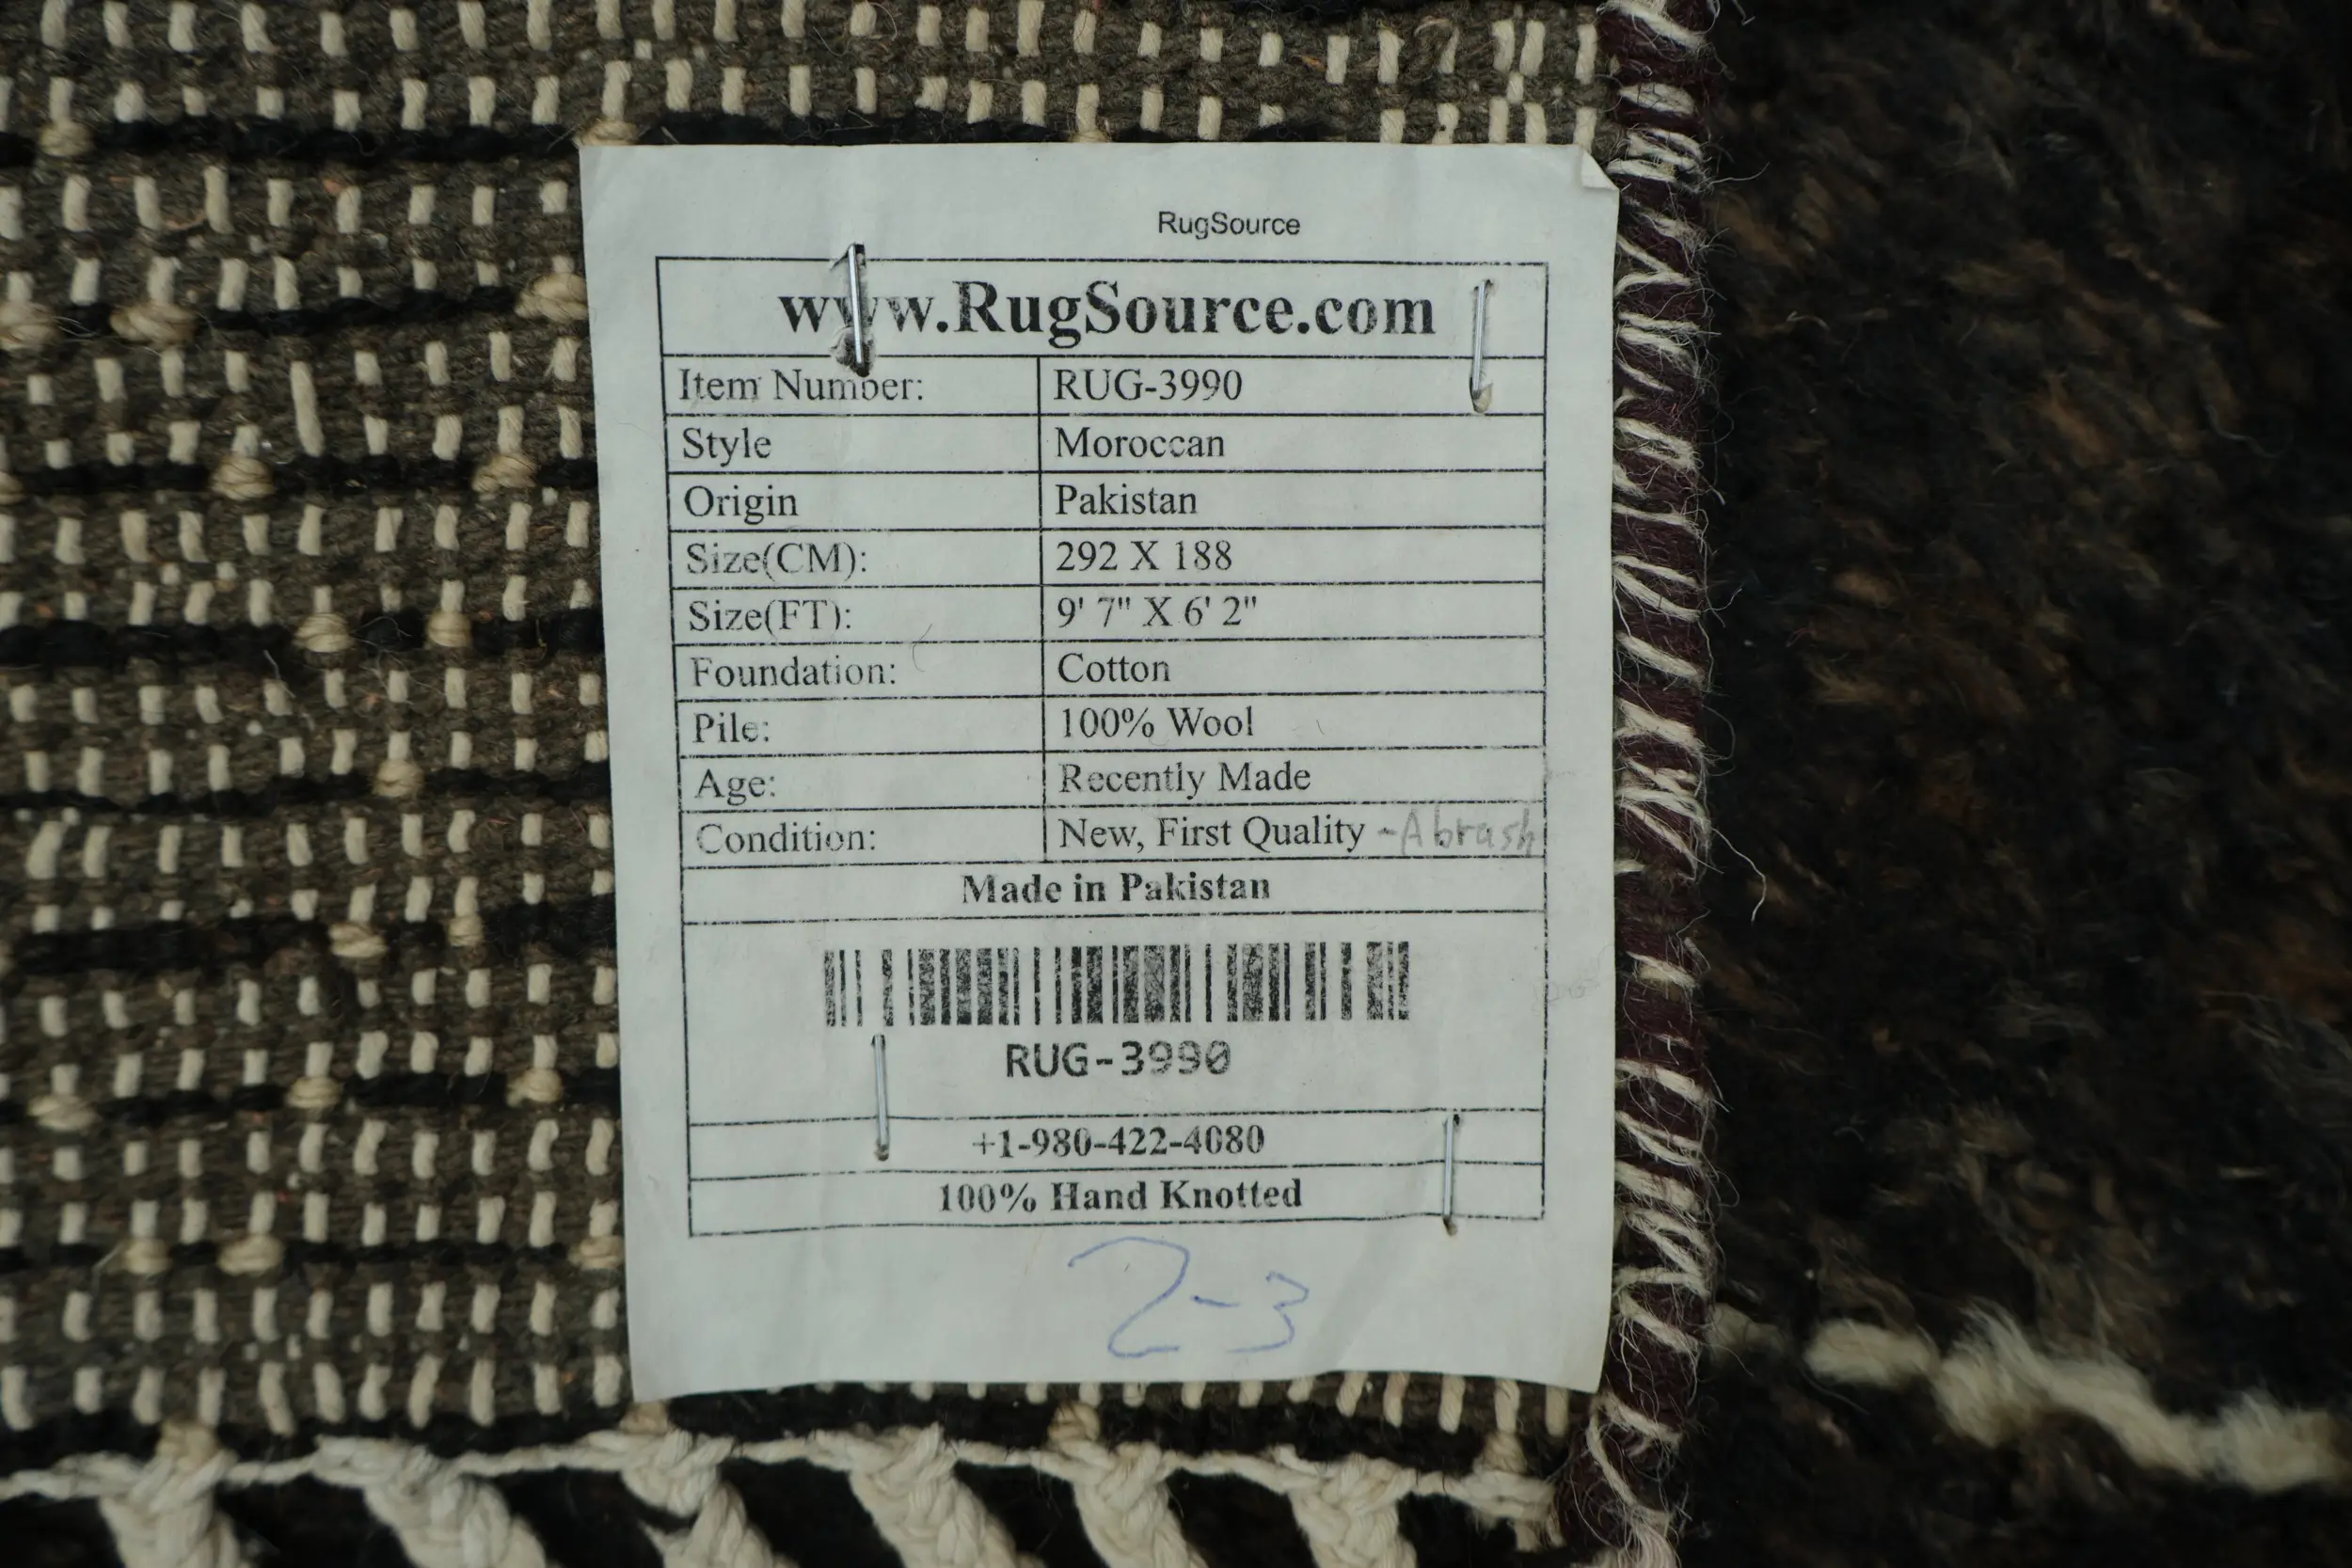 RugSource
www.RugSource.com
Item Number: RUG-3990
Style Moroccan
Origin Pakistan
Size(CM): 292 X 188
Size(FT): 9' 7" X 6' 2"
Foundation: Cotton
Pile: 100% Wool
Age: Recently Made
Condition: New, First Quality - Abrash
Made in Pakistan
RUG-3990
+1-980-422-4080
100% Hand Knotted
2-3